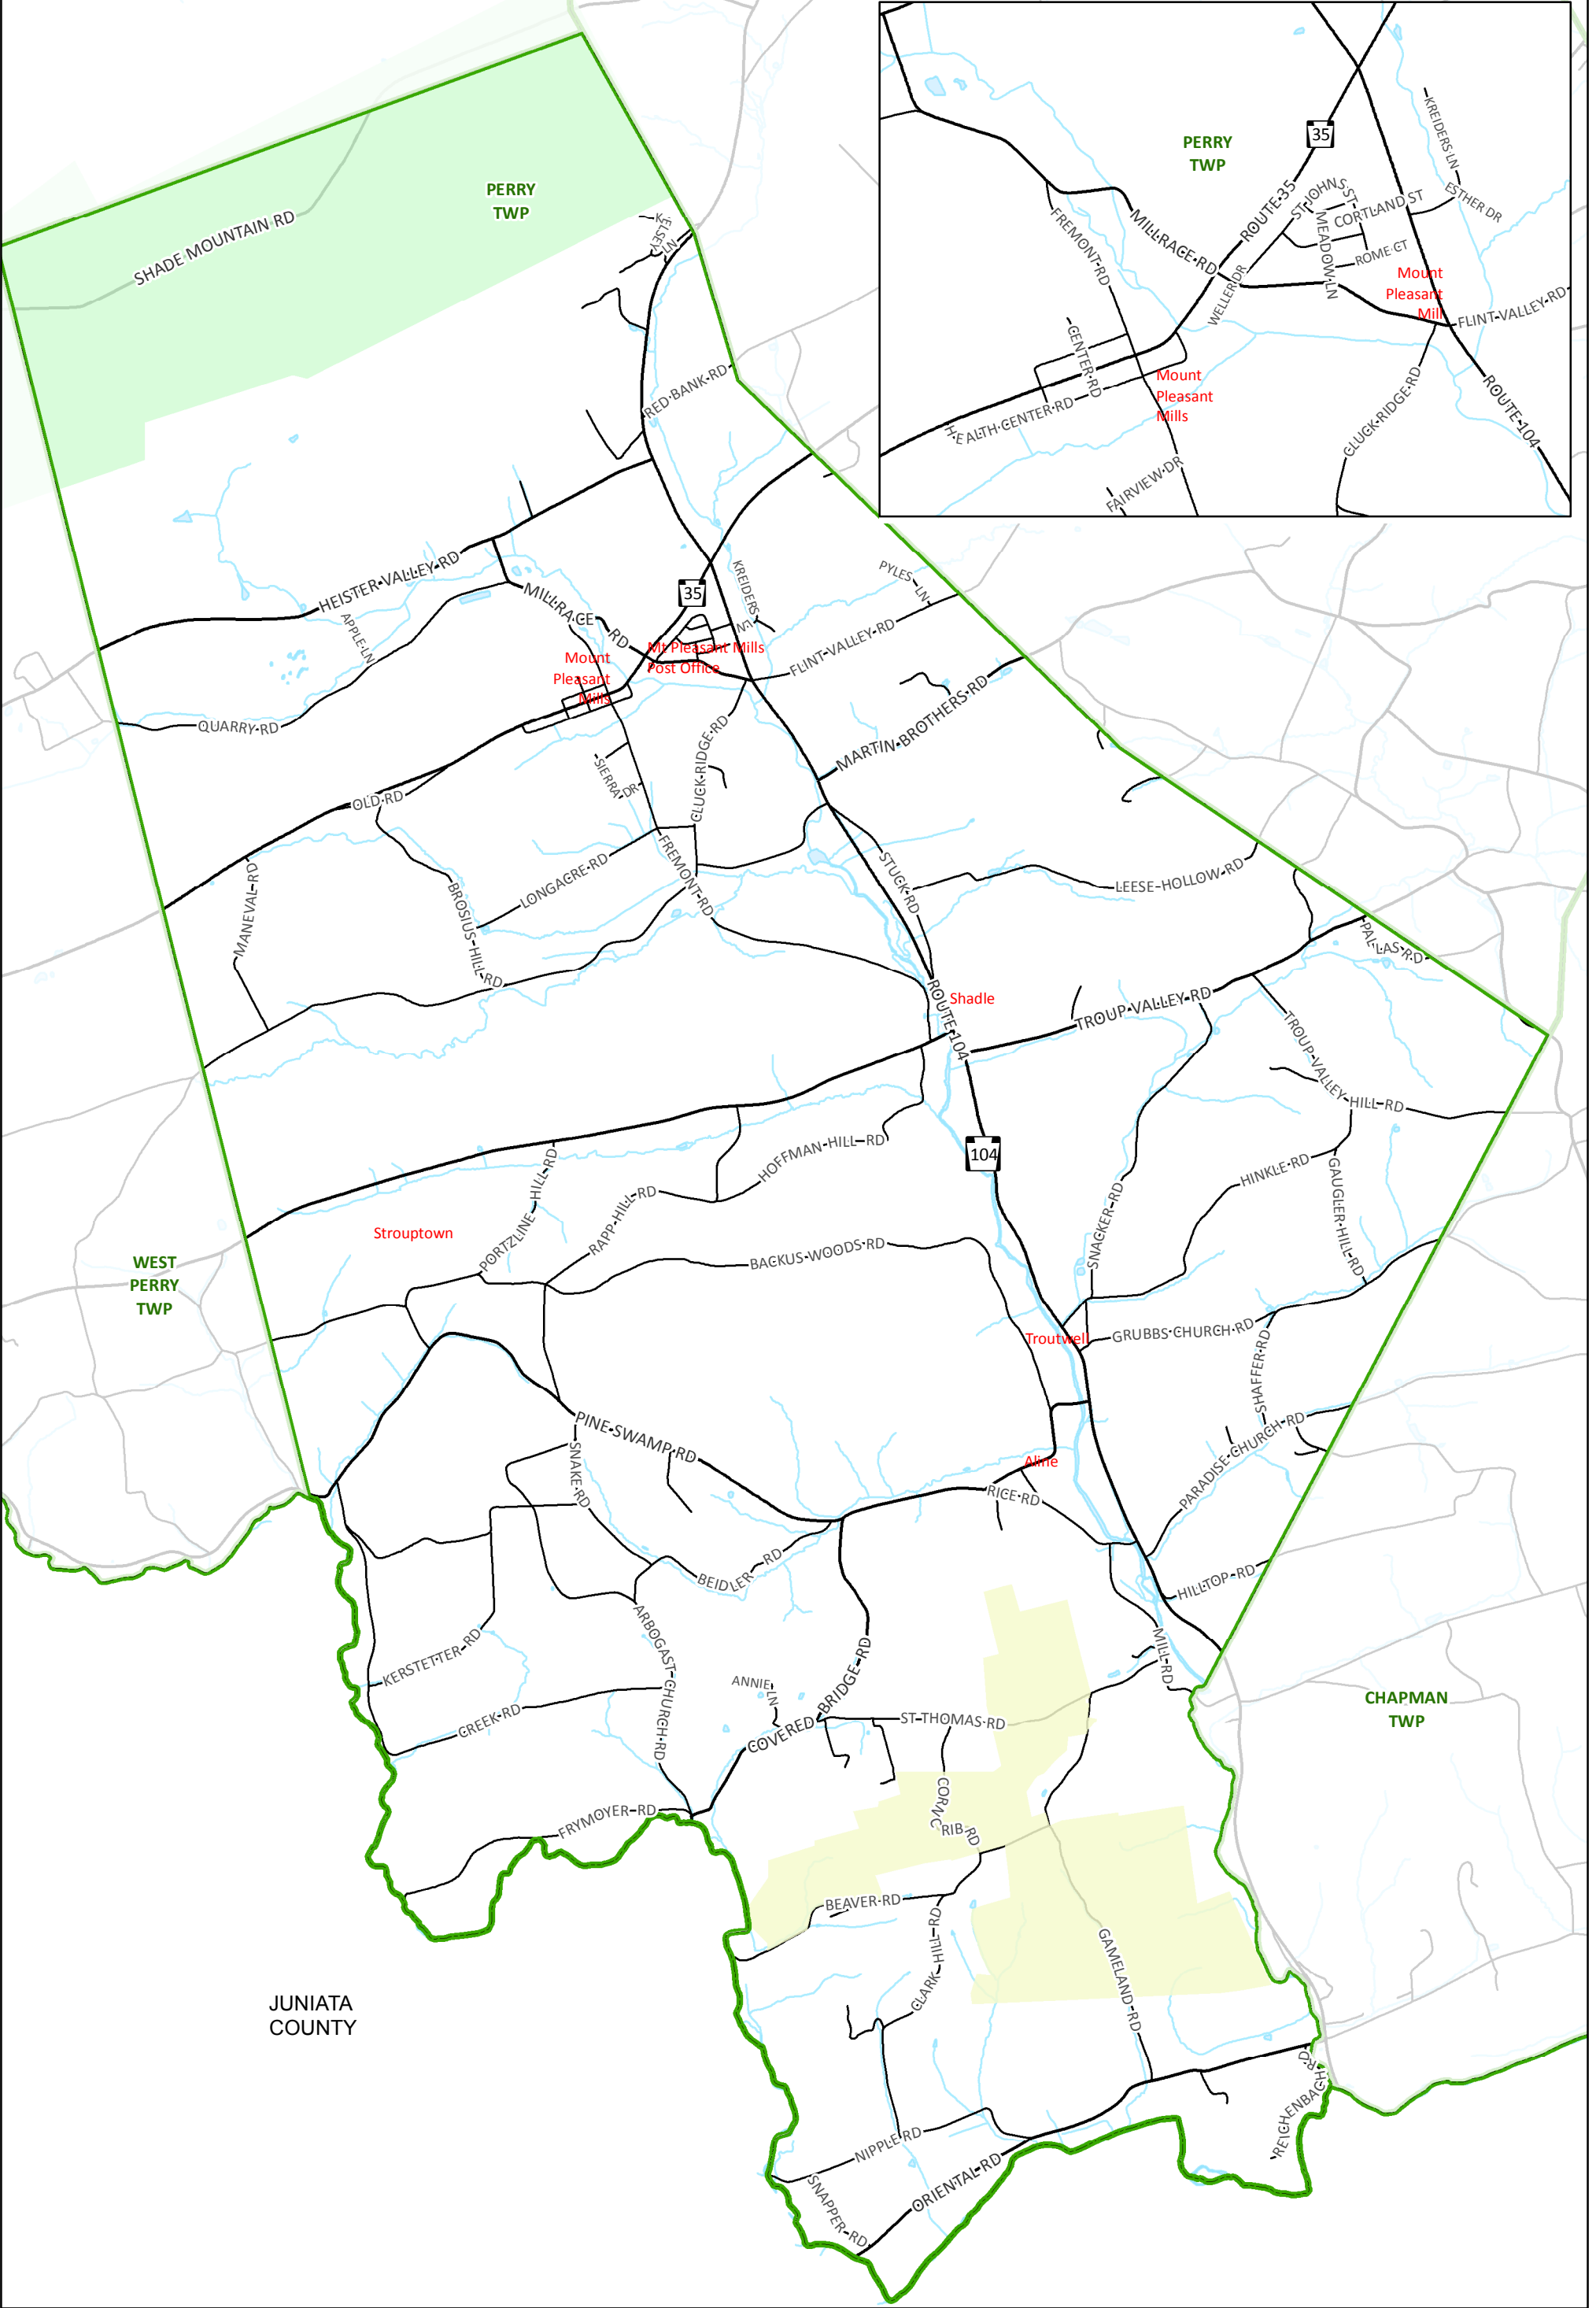 PERRY
TWP
SHADE MOUNTAIN RD
KELSEY LN
RED BANK RD
HEISTER VALLEY RD
APPLE LN
MILLRACE RD
QUARRY RD
35
KREIDERS LN
PYLES LN
Mt Pleasant Mills
Post Office
Mount
Pleasant
Mills
FLINT VALLEY RD
MARTIN BROTHERS RD
CLUCK RIDGE RD
SIERRA DR
OLD RD
MANEVAL RD
BROSIUS HILL RD
LONGACRE RD
FREMONT RD
STUCK RD
LEESE HOLLOW RD
PALLAS RD
ROUTE 104
Shadle
TROUP VALLEY RD
TROUP VALLEY HILL RD
104
HOFFMAN HILL RD
PORTZLINE HILL RD
RAPP HILL RD
Strouptown
BACKUS WOODS RD
SNACKER RD
HINKLE RD
GAUGLER HILL RD
WEST
PERRY
TWP
Troutwell
GRUBBS CHURCH RD
SHAFFER RD
PARADISE CHURCH RD
PINE SWAMP RD
SNAKE RD
Aline
RICE RD
BEIDLER RD
HILLTOP RD
ARBOGAST CHURCH RD
KERSTETTER RD
CREEK RD
ANNIE LN
COVERED BRIDGE RD
ST THOMAS RD
MILL RD
CHAPMAN
TWP
FRYMOYER RD
CORN CRIB RD
BEAVER RD
CLARK HILL RD
GAMELAND RD
JUNIATA
COUNTY
REICHENBACH RD
NIPPLE RD
SNAPPER RD
ORIENTAL RD
PERRY
TWP
35
KREIDERS LN
ESTHER DR
ROUTE 35
ST JOHNS ST
CORTLAND ST
MEADOW LN
ROME CT
FREMONT RD
MILLRACE RD
WELLER DR
Mount
Pleasant
Mill
FLINT VALLEY RD
CENTER RD
HEALTH CENTER RD
Mount
Pleasant
Mills
CLUCK RIDGE RD
ROUTE 104
FAIRVIEW DR